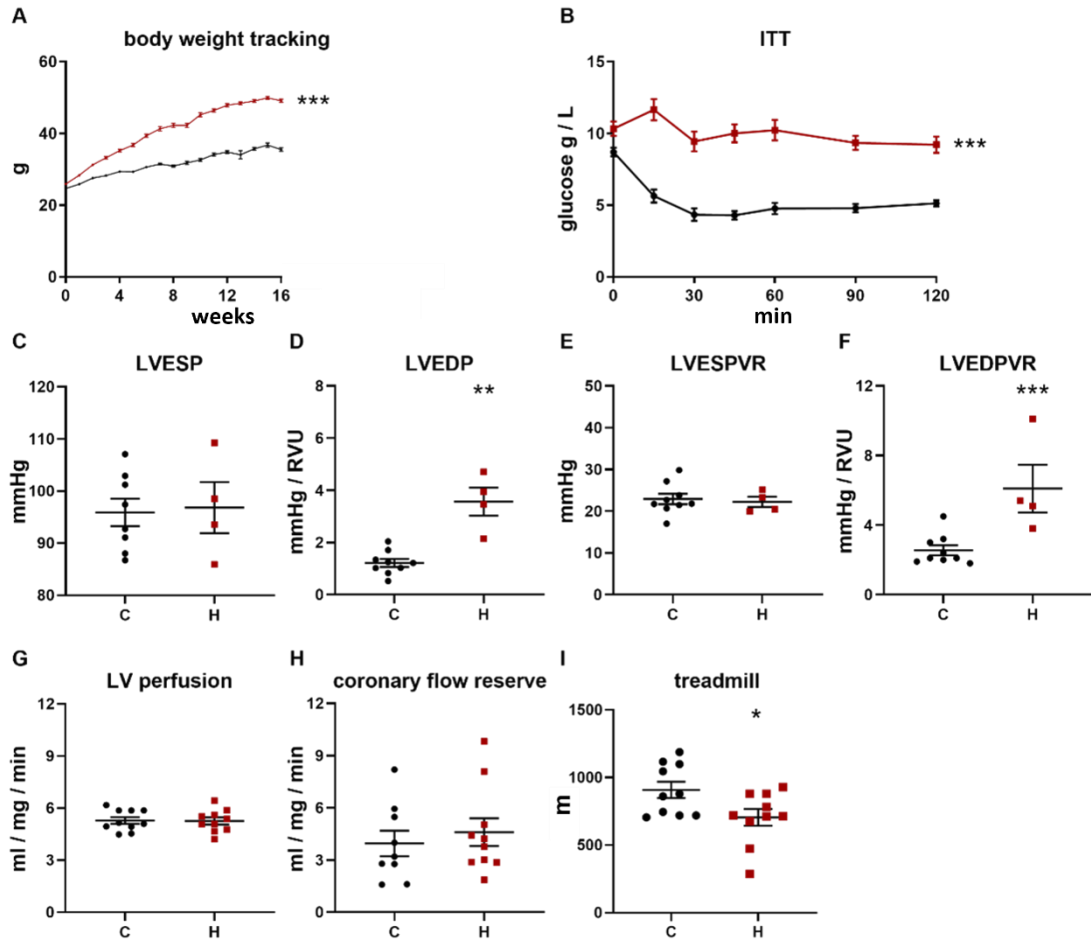 A
body weight tracking
g
60
40
20
0
0 4 8 12 16
weeks
***
B
ITT
glucose g / L
15
10
5
0
0 30 60 90 120
min
***
C
LVESP
mmHg
120
110
100
90
80
C H
D
LVEDP
mmHg / RVU
8
6
4
2
0
**
C H
E
LVESPVR
mmHg
50
40
30
20
10
0
C H
F
LVEDPVR
mmHg / RVU
12
8
4
0
***
C H
G
LV perfusion
ml / mg / min
12
9
6
3
0
C H
H
coronary flow reserve
12
9
6
3
0
C H
I
treadmill
m
1500
1000
500
0
*
C H